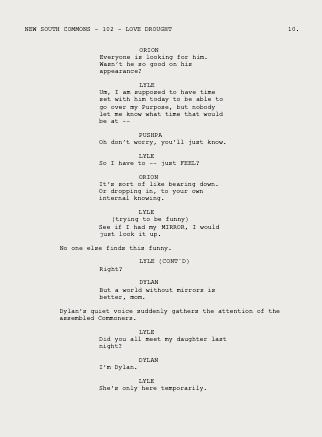 NEW SOUTH COMMONS - 102 - LOVE DROUGHT 10.
ORION
Everyone is looking for him.
Wasn't he so good on his
appearance?
LYLE
Um, I am supposed to have time
set with him today to be able to
go over my Purpose, but nobody
let me know what time that would
be at --
PUSHPA
Oh don't worry, you'll just know.
LYLE
So I have to -- just FEEL?
ORION
It's sort of like bearing down.
Or dropping in, to your own
internal knowing.
LYLE
(trying to be funny)
See if I had my MIRROR, I would
just look it up.
No one else finds this funny.
LYLE (CONT'D)
Right?
DYLAN
But a world without mirrors is
better, mom.
Dylan's quiet voice suddenly gathers the attention of the
assembled Commoners.
LYLE
Did you all meet my daughter last
night?
DYLAN
I'm Dylan.
LYLE
She's only here temporarily.